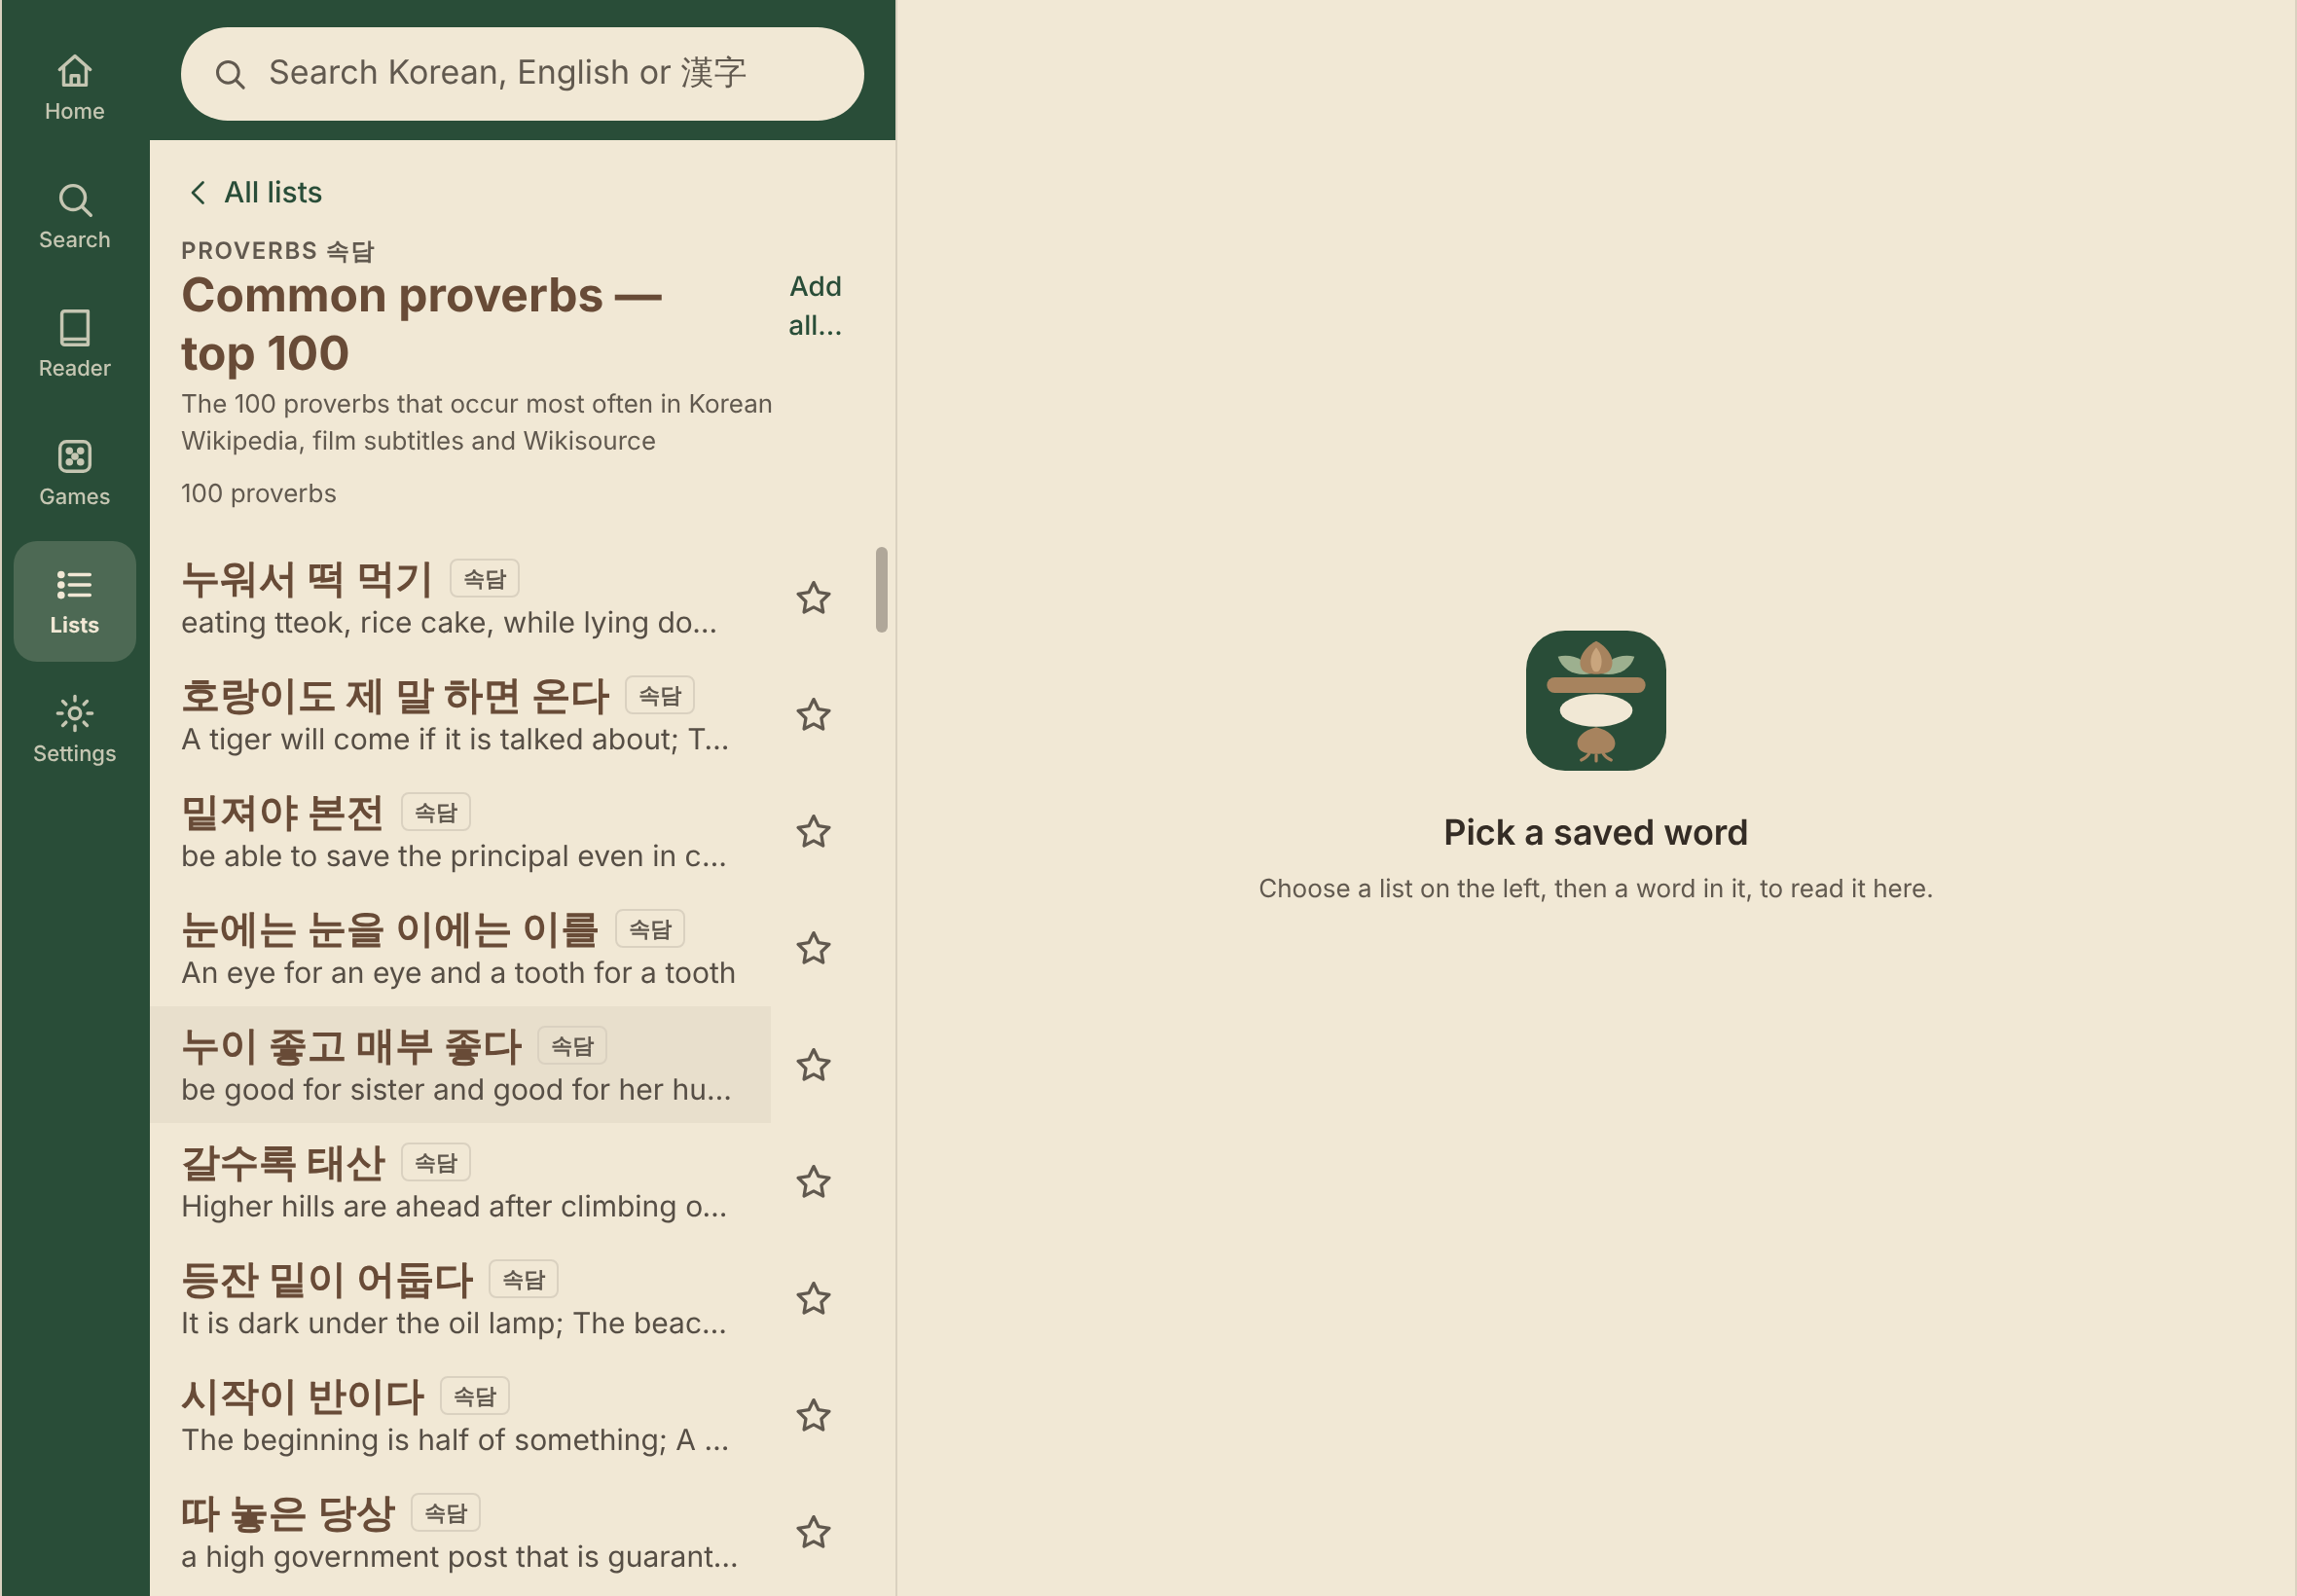 Home
Search
Reader
Games
Lists
Settings
Search Korean, English or 漢字
All lists
PROVERBS 속담
Common proverbs —
top 100
Add
all...
The 100 proverbs that occur most often in Korean
Wikipedia, film subtitles and Wikisource
100 proverbs
누워서 떡 먹기 속담
eating tteok, rice cake, while lying do...
호랑이도 제 말 하면 온다 속담
A tiger will come if it is talked about; T...
밑져야 본전 속담
be able to save the principal even in c...
눈에는 눈을 이에는 이를 속담
An eye for an eye and a tooth for a tooth
누이 좋고 매부 좋다 속담
be good for sister and good for her hu...
갈수록 태산 속담
Higher hills are ahead after climbing o...
등잔 밑이 어둡다 속담
It is dark under the oil lamp; The beac...
시작이 반이다 속담
The beginning is half of something; A ...
따 놓은 당상 속담
a high government post that is guarant...
Pick a saved word
Choose a list on the left, then a word in it, to read it here.